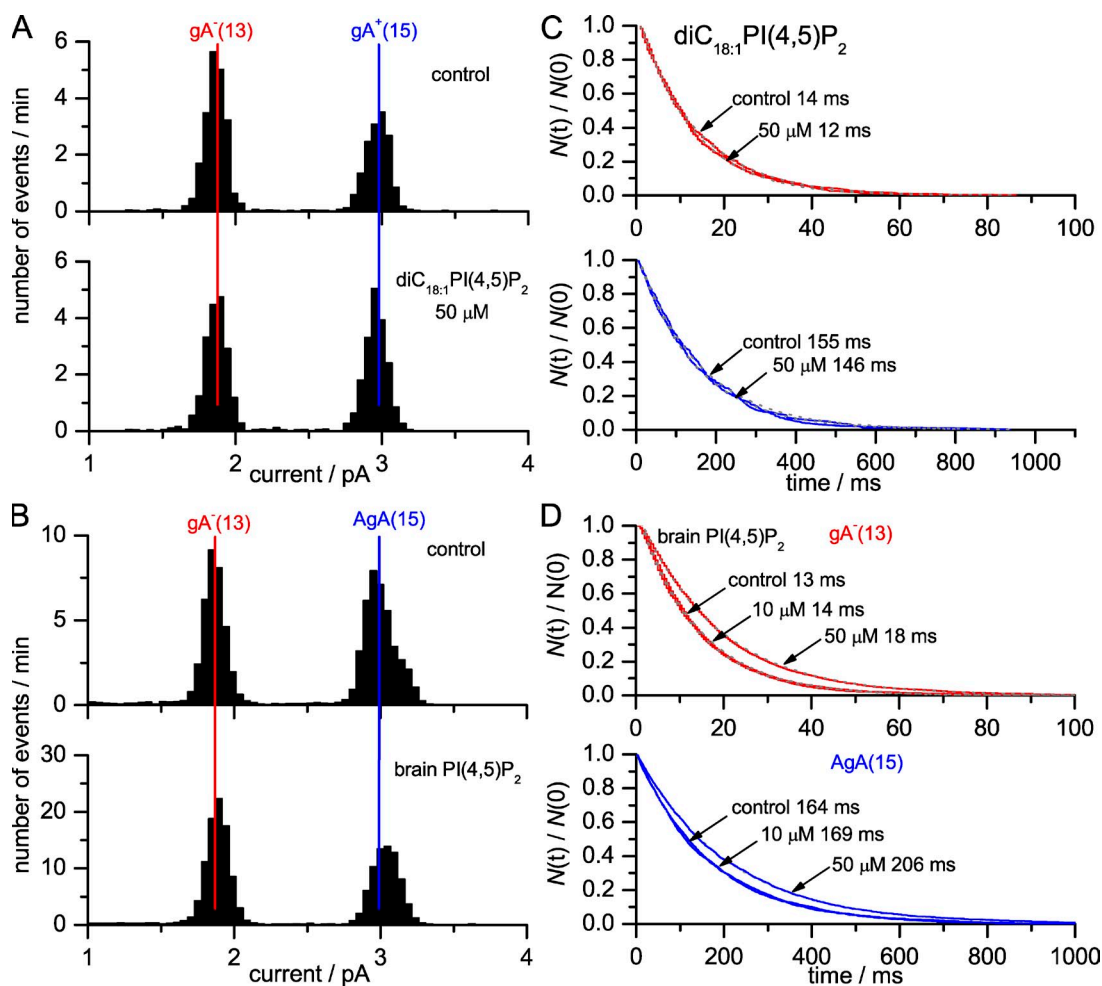 A
gA⁻(13)
gA⁺(15)
6
control
4
2
0
6
diC18:1PI(4,5)P2
50 μM
4
2
0
1 2 3 4
current / pA
number of events / min
B
gA⁻(13)
AgA(15)
10
control
5
0
30
brain PI(4,5)P2
20
10
0
1 2 3 4
current / pA
number of events / min
C
diC18:1PI(4,5)P2
1.0
0.8
0.6
0.4
0.2
0.0
N(t) / N(0)
control 14 ms
50 μM 12 ms
0 20 40 60 80 100
1.0
0.8
0.6
0.4
0.2
0.0
N(t) / N(0)
control 155 ms
50 μM 146 ms
0 200 400 600 800 1000
time / ms
D
brain PI(4,5)P2
gA⁻(13)
1.0
0.8
0.6
0.4
0.2
0.0
N(t) / N(0)
control 13 ms
10 μM 14 ms
50 μM 18 ms
0 20 40 60 80 100
AgA(15)
1.0
0.8
0.6
0.4
0.2
0.0
N(t) / N(0)
control 164 ms
10 μM 169 ms
50 μM 206 ms
0 200 400 600 800 1000
time / ms